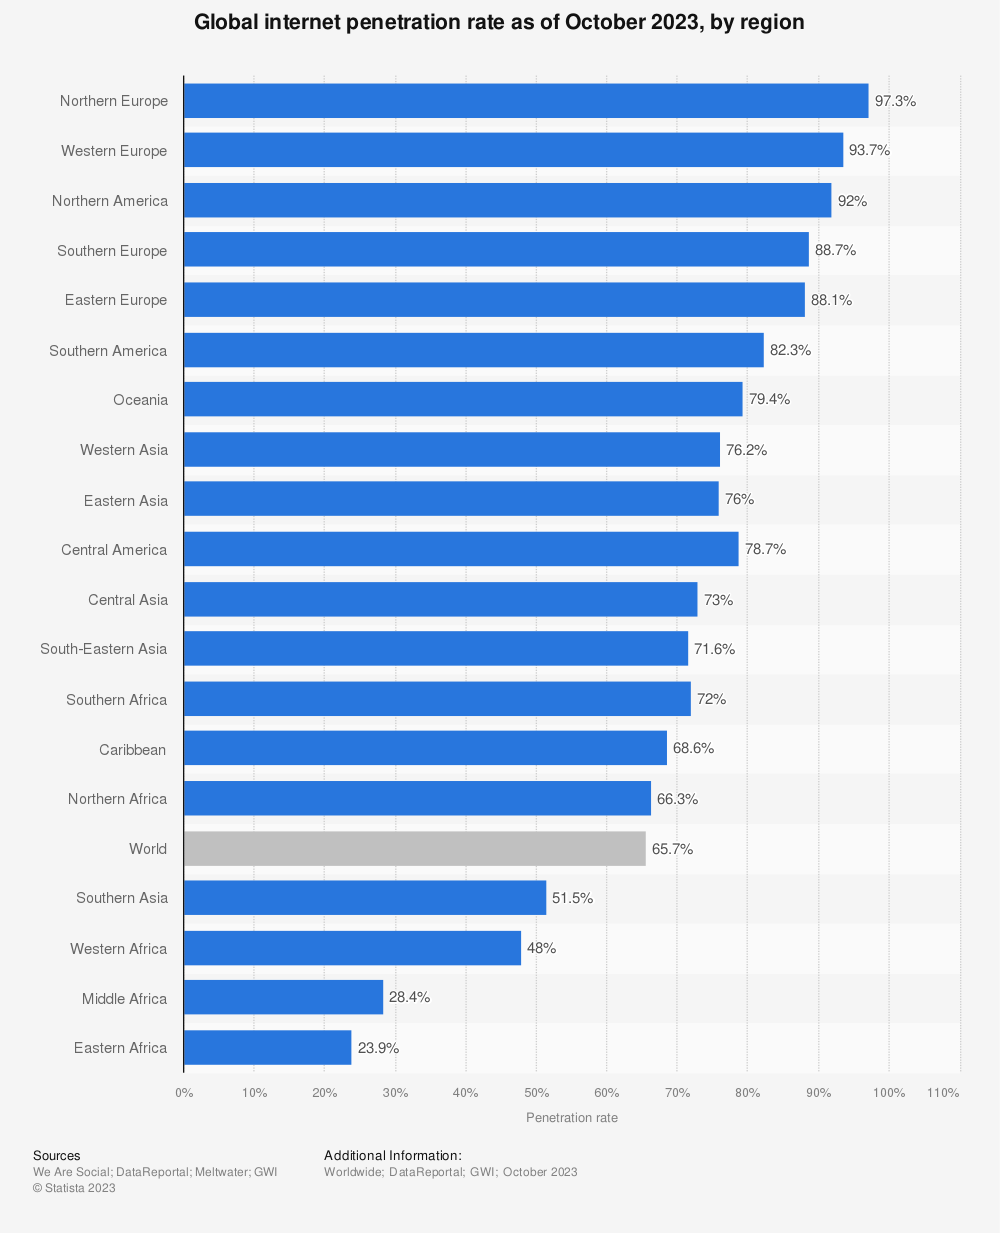 Global internet penetration rate as of October 2023, by region
Northern Europe 97.3%
Western Europe 93.7%
Northern America 92%
Southern Europe 88.7%
Eastern Europe 88.1%
Southern America 82.3%
Oceania 79.4%
Western Asia 76.2%
Eastern Asia 76%
Central America 78.7%
Central Asia 73%
South-Eastern Asia 71.6%
Southern Africa 72%
Caribbean 68.6%
Northern Africa 66.3%
World 65.7%
Southern Asia 51.5%
Western Africa 48%
Middle Africa 28.4%
Eastern Africa 23.9%
0% 10% 20% 30% 40% 50% 60% 70% 80% 90% 100% 110%
Penetration rate
Sources
We Are Social; DataReportal; Meltwater; GWI
© Statista 2023
Additional Information:
Worldwide; DataReportal; GWI; October 2023